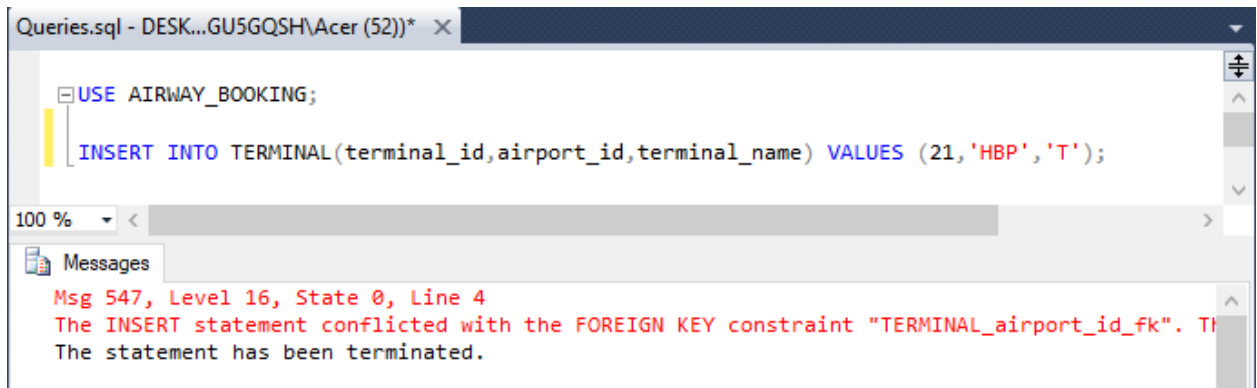 Queries.sql - DESK...GU5GQSH\Acer (52))*
USE AIRWAY_BOOKING;
INSERT INTO TERMINAL(terminal_id,airport_id,terminal_name) VALUES (21,'HBP','T');
100 %
Messages
Msg 547, Level 16, State 0, Line 4
The INSERT statement conflicted with the FOREIGN KEY constraint "TERMINAL_airport_id_fk".
The statement has been terminated.